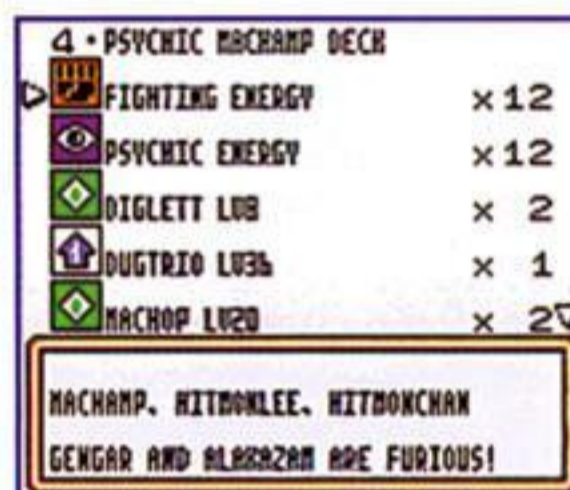 4・PSYCHIC MACHAMP DECK
FIGHTING ENERGY ×12
PSYCHIC ENERGY ×12
DIGLETT LV8 × 2
DUGTRIO LV36 × 1
MACHOP LV20 × 2
MACHAMP、HITMONLEE、HITMONCHAN
GENGAR AND ALAKAZAM ARE FURIOUS!